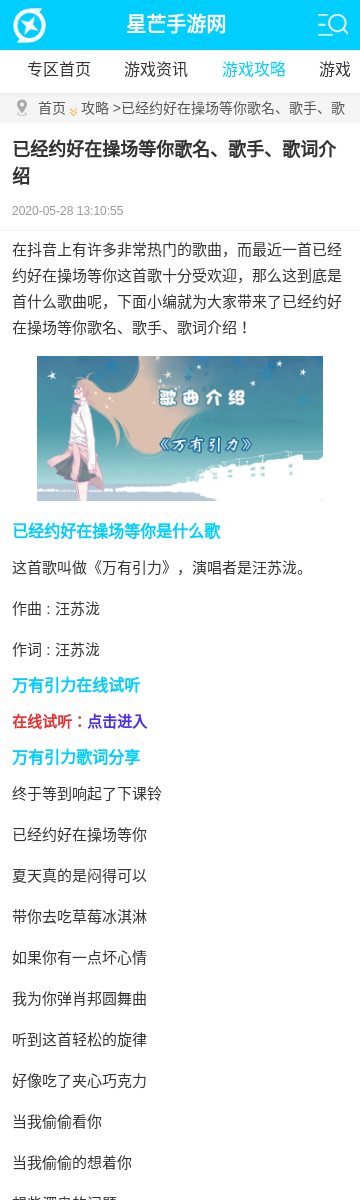 星芒手游网
专区首页 游戏资讯 游戏攻略 游戏
首页 攻略 >已经约好在操场等你歌名、歌手、歌
已经约好在操场等你歌名、歌手、歌词介
绍
2020-05-28 13:10:55
在抖音上有许多非常热门的歌曲，而最近一首已经
约好在操场等你这首歌十分受欢迎，那么这到底是
首什么歌曲呢，下面小编就为大家带来了已经约好
在操场等你歌名、歌手、歌词介绍！
歌曲介绍
《万有引力》
已经约好在操场等你是什么歌
这首歌叫做《万有引力》，演唱者是汪苏泷。
作曲 : 汪苏泷
作词 : 汪苏泷
万有引力在线试听
在线试听：点击进入
万有引力歌词分享
终于等到响起了下课铃
已经约好在操场等你
夏天真的是闷得可以
带你去吃草莓冰淇淋
如果你有一点坏心情
我为你弹肖邦圆舞曲
听到这首轻松的旋律
好像吃了夹心巧克力
当我偷偷看你
当我偷偷的想着你